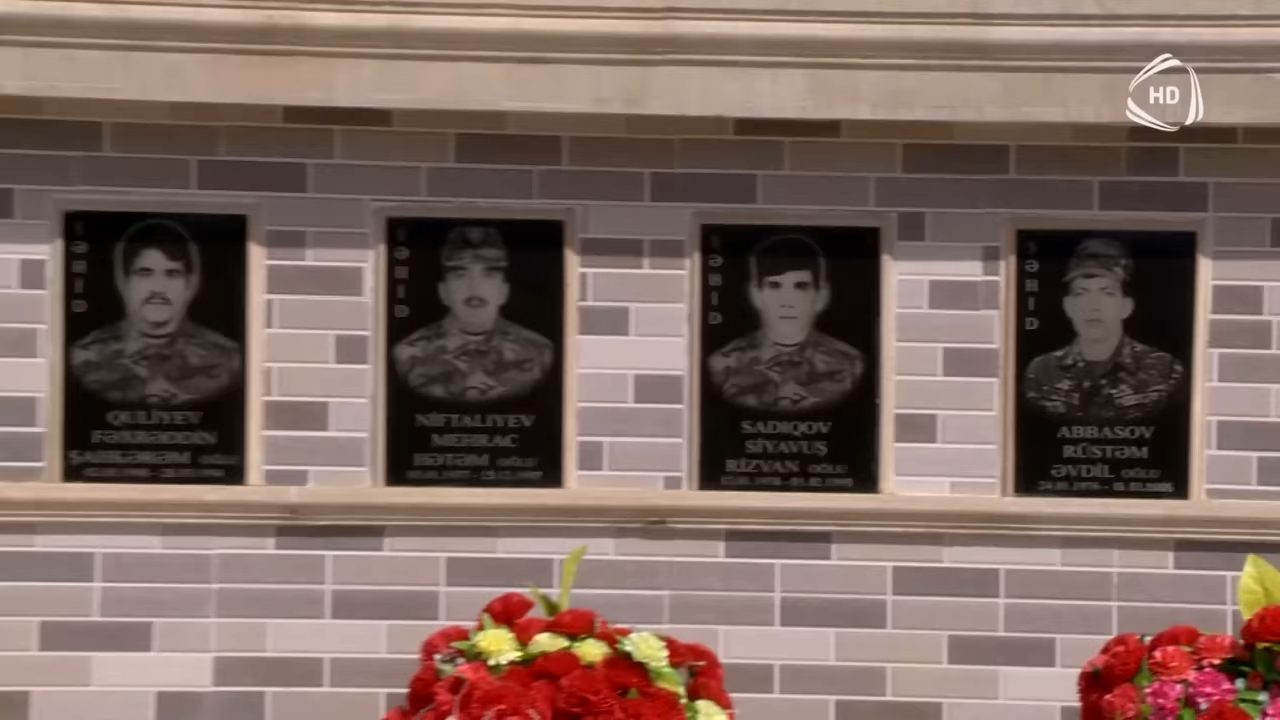 HD
ŞƏHİD
QULİYEV
FƏXRƏDDİN
OĞLU
ŞƏHİD
NİFTALIYEV
MEHRAC
HƏTƏM OĞLU
ŞƏHİD
SADIQOV
SİYAVUŞ
RİZVAN OĞLU
ŞƏHİD
ABBASOV
RÜSTƏM
ƏVDİL OĞLU